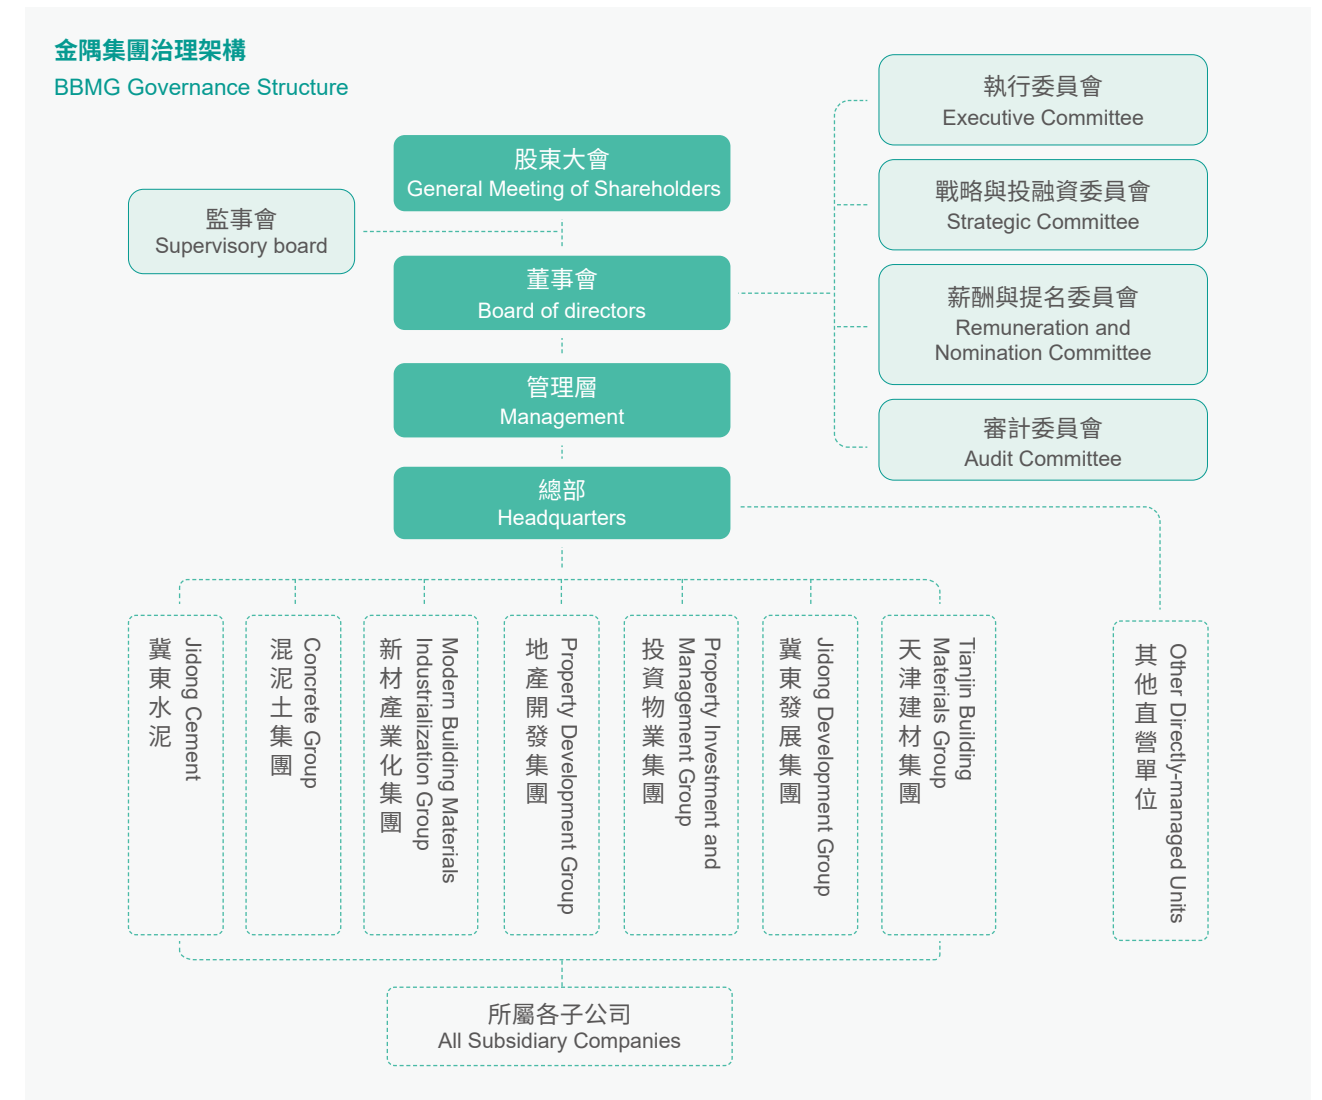 金隅集團治理架構
BBMG Governance Structure
執行委員會
Executive Committee
股東大會
General Meeting of Shareholders
戰略與投融資委員會
Strategic Committee
監事會
Supervisory board
董事會
Board of directors
薪酬與提名委員會
Remuneration and
Nomination Committee
管理層
Management
審計委員會
Audit Committee
總部
Headquarters
冀東水泥
Jidong Cement
混泥土集團
Concrete Group
新材產業化集團
Modern Building Materials
Industrialization Group
地產開發集團
Property Development Group
投資物業集團
Property Investment and
Management Group
冀東發展集團
Jidong Development Group
天津建材集團
Tianjin Building
Materials Group
其他直營單位
Other Directly-managed Units
所屬各子公司
All Subsidiary Companies